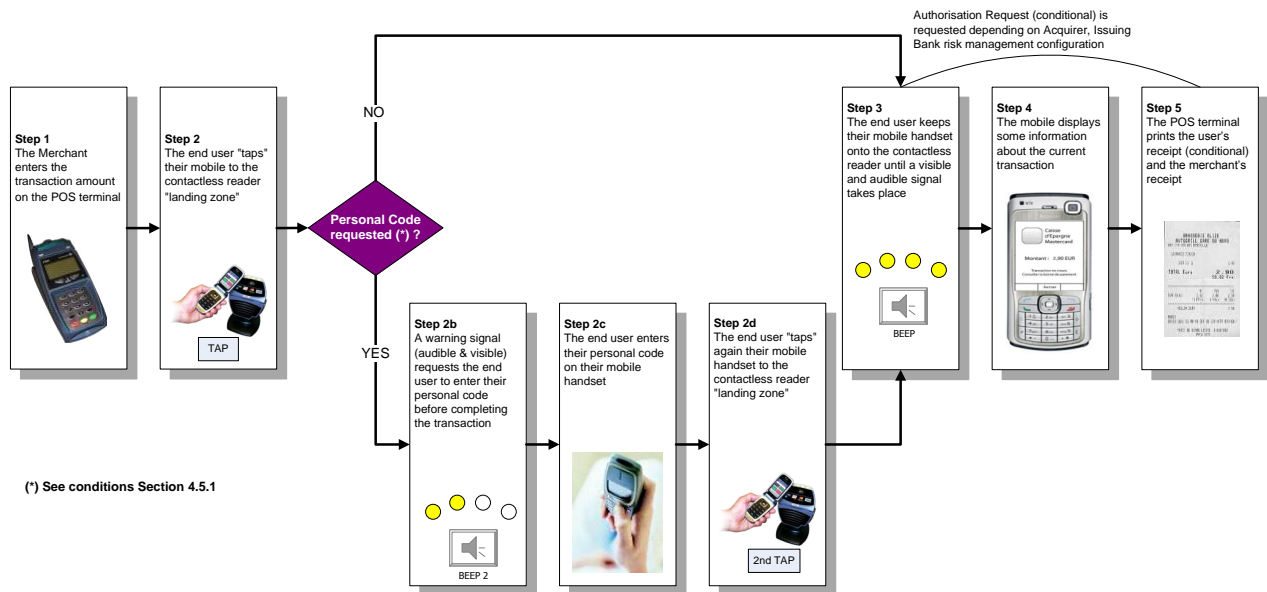 Authorisation Request (conditional) is
requested depending on Acquirer, Issuing
Bank risk management configuration
Step 1
The Merchant
enters the
transaction amount
on the POS terminal
Step 2
The end user "taps"
their mobile to the
contactless reader
"landing zone"
TAP
Personal Code
requested (*) ?
NO
YES
Step 2b
A warning signal
(audible & visible)
requests the end
user to enter their
personal code
before completing
the transaction
BEEP 2
Step 2c
The end user enters
their personal code
on their mobile
handset
Step 2d
The end user "taps"
again their mobile
handset to the
contactless reader
"landing zone"
2nd TAP
Step 3
The end user keeps
their mobile handset
onto the contactless
reader until a visible
and audible signal
takes place
BEEP
Step 4
The mobile displays
some information
about the current
transaction
Caisse
d'Epargne
Mastercard
Montant : 2,90 EUR
Transaction en cours
Step 5
The POS terminal
prints the user's
receipt (conditional)
and the merchant's
receipt
TOTAL Euro 2.90
(*) See conditions Section 4.5.1